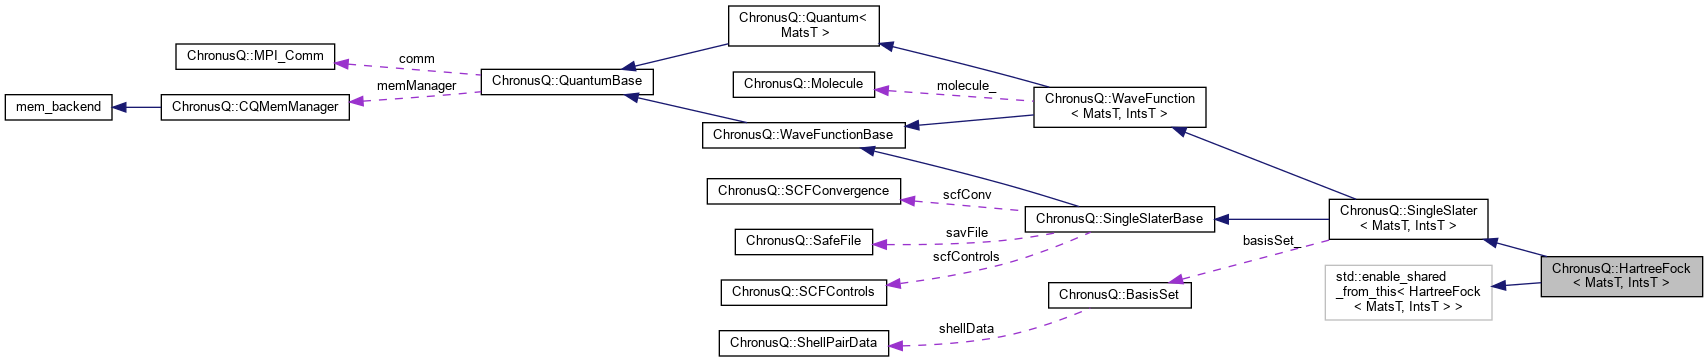 ChronusQ::Quantum<
MatsT >
ChronusQ::MPI_Comm
comm
ChronusQ::QuantumBase
ChronusQ::Molecule
molecule_
memManager
mem_backend
ChronusQ::CQMemManager
ChronusQ::WaveFunction
< MatsT, IntsT >
ChronusQ::WaveFunctionBase
ChronusQ::SCFConvergence
scfConv
ChronusQ::SingleSlaterBase
ChronusQ::SingleSlater
< MatsT, IntsT >
ChronusQ::SafeFile
savFile
basisSet_
scfControls
ChronusQ::HartreeFock
< MatsT, IntsT >
std::enable_shared
_from_this< HartreeFock
< MatsT, IntsT > >
ChronusQ::SCFControls
ChronusQ::BasisSet
shellData
ChronusQ::ShellPairData